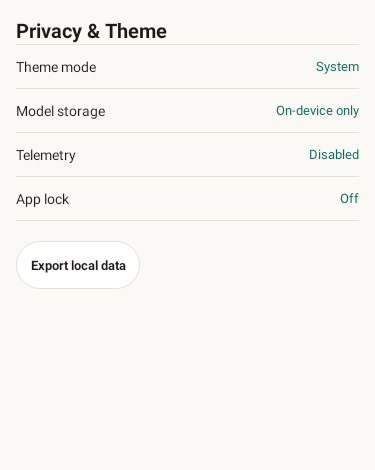 Privacy & Theme
Theme mode System
Model storage On-device only
Telemetry Disabled
App lock Off
Export local data